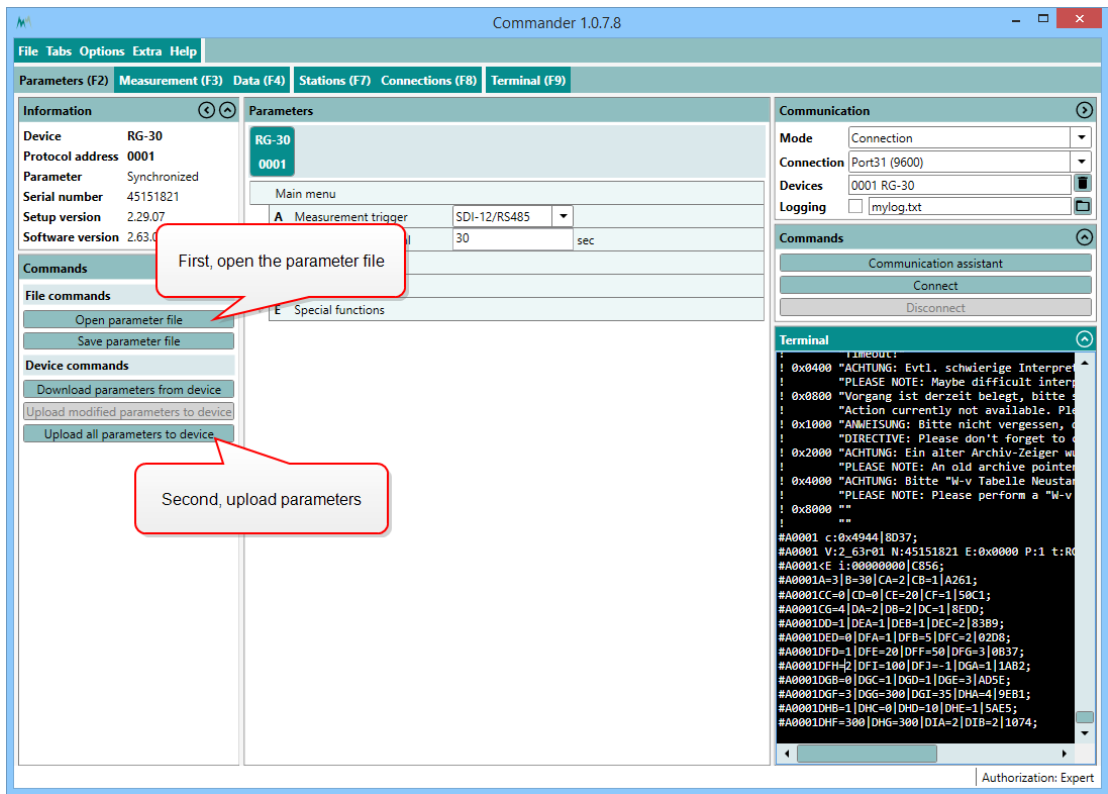 Commander 1.0.7.8
File Tabs Options Extra Help
Parameters (F2) Measurement (F3) Data (F4) Stations (F7) Connections (F8) Terminal (F9)
Information
Device RG-30
Protocol address 0001
Parameter Synchronized
Serial number 45151821
Setup version 2.29.07
Software version 2.63.0
Commands
File commands
Open parameter file
Save parameter file
Device commands
Download parameters from device
Upload modified parameters to device
Upload all parameters to device
First, open the parameter file
Second, upload parameters
Parameters
RG-30
0001
Main menu
A Measurement trigger SDI-12/RS485
30 sec
E Special functions
Communication
Mode Connection
Connection Port31 (9600)
Devices 0001 RG-30
Logging mylog.txt
Commands
Communication assistant
Connect
Disconnect
Terminal
! Timeout!"
! 0x0400 "ACHTUNG: Evtl. schwierige Interpret
! "PLEASE NOTE: Maybe difficult interp
! 0x0800 "Vorgang ist derzeit belegt, bitte s
! "Action currently not available. Ple
! 0x1000 "ANWEISUNG: Bitte nicht vergessen, d
! "DIRECTIVE: Please don't forget to d
! 0x2000 "ACHTUNG: Ein alter Archiv-Zeiger wu
! "PLEASE NOTE: An old archive pointer
! 0x4000 "ACHTUNG: Bitte "W-v Tabelle Neustar
! "PLEASE NOTE: Please perform a "W-v
! 0x8000 ""
! ""
#A0001 c:0x4944|8D37;
#A0001 V:2_63r01 N:45151821 E:0x0000 P:1 t:RG
#A0001<E i:00000000|C856;
#A0001A=3|B=30|CA=2|CB=1|A261;
#A0001CC=0|CD=0|CE=20|CF=1|50C1;
#A0001CG=4|DA=2|DB=2|DC=1|8EDD;
#A0001DD=1|DEA=1|DEB=1|DEC=2|83B9;
#A0001DED=0|DFA=1|DFB=5|DFC=2|02D8;
#A0001DFD=1|DFE=20|DFF=50|DFG=3|0B37;
#A0001DFH=2|DFI=100|DFJ=-1|DGA=1|1AB2;
#A0001DGB=0|DGC=1|DGD=1|DGE=3|AD5E;
#A0001DGF=3|DGG=300|DGI=35|DHA=4|9EB1;
#A0001DHB=1|DHC=0|DHD=10|DHE=1|5AE5;
#A0001DHF=300|DHG=300|DIA=2|DIB=2|1074;
Authorization: Expert